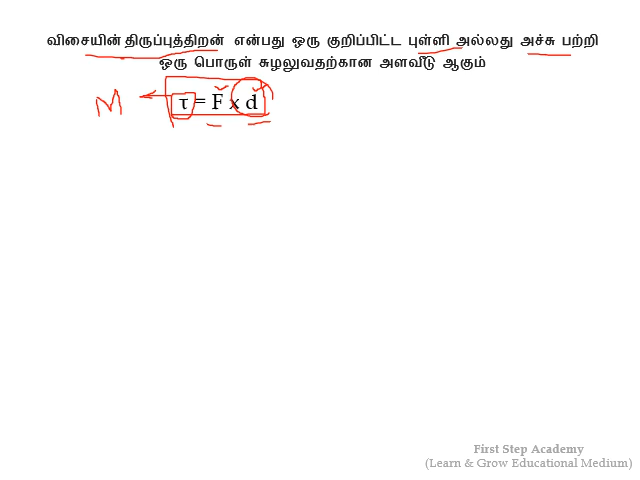 விசையின் திருப்புத்திறன் என்பது ஒரு குறிப்பிட்ட புள்ளி அல்லது அச்சு பற்றி
ஒரு பொருள் சுழலுவதற்கான அளவீடு ஆகும்
M
τ = F x d
First Step Academy
(Learn & Grow Educational Medium)